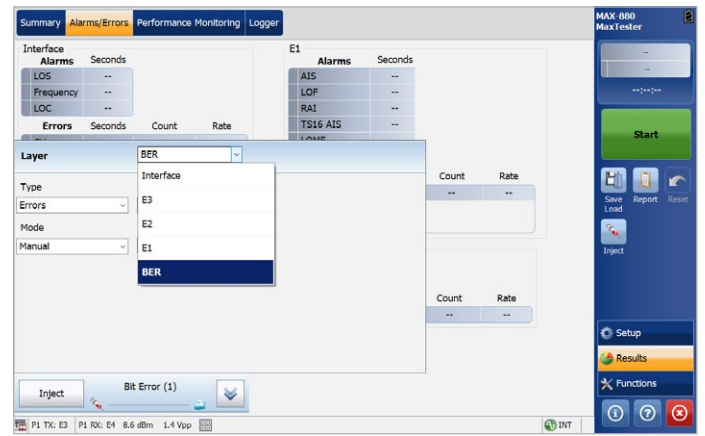 Summary Alarms/Errors Performance Monitoring Logger
MAX-880
MaxTester
Interface
Alarms Seconds
LOS --
Frequency --
LOC --
Errors Seconds Count Rate
E1
Alarms Seconds
AIS --
LOF --
RAI --
TS16 AIS --
LOMF
Count Rate
-- --
Count Rate
-- --
Layer BER
Interface
E3
E2
E1
BER
Type
Errors
Mode
Manual
Inject Bit Error (1)
P1 TX: E3 P1 RX: E4 8.6 dBm 1.4 Vpp
INT
--
--
--:--:--
Start
Save
Load
Report
Reset
Inject
Setup
Results
Functions